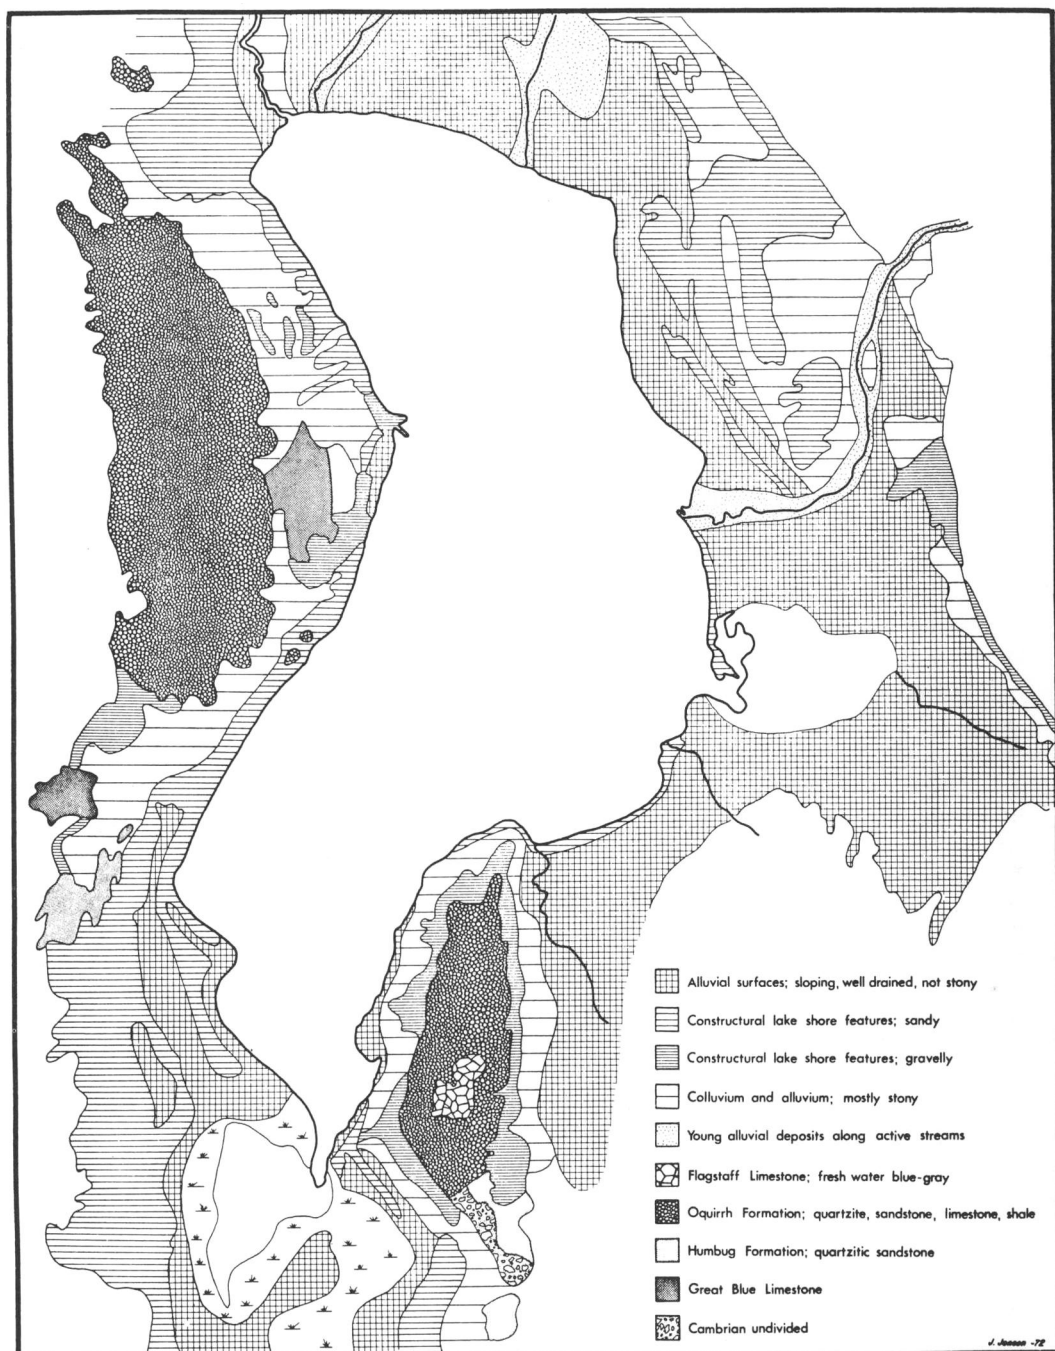 Alluvial surfaces; sloping, well drained, not stony
Constructural lake shore features; sandy
Constructural lake shore features; gravelly
Colluvium and alluvium; mostly stony
Young alluvial deposits along active streams
Flagstaff Limestone; fresh water blue-gray
Oquirrh Formation; quartzite, sandstone, limestone, shale
Humbug Formation; quartzitic sandstone
Great Blue Limestone
Cambrian undivided
J. Jensen -72